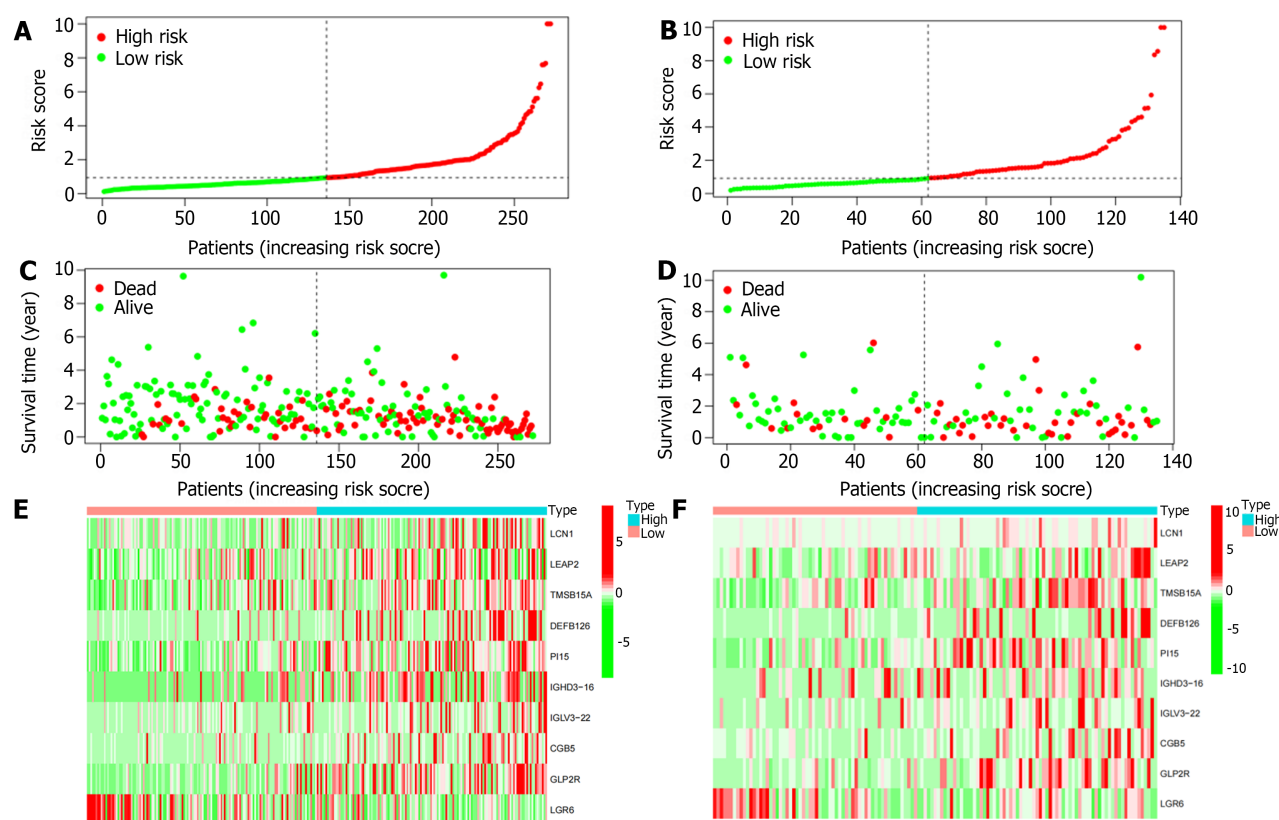 A
10
8
6
4
2
0
High risk
Low risk
Risk score
0
50
100
150
200
250
Patients (increasing risk socre)
B
10
8
6
4
2
0
High risk
Low risk
Risk score
0
20
40
60
80
100
120
140
Patients (increasing risk socre)
C
10
8
6
4
2
0
Dead
Alive
Survival time (year)
0
50
100
150
200
250
Patients (increasing risk socre)
D
10
8
6
4
2
0
Dead
Alive
Survival time (year)
0
20
40
60
80
100
120
140
Patients (increasing risk socre)
E
Type
LCN1
LEAP2
TMSB15A
DEFB126
PI15
IGHD3-16
IGLV3-22
CGB5
GLP2R
LGR6
5
0
-5
Type
High
Low
F
Type
LCN1
LEAP2
TMSB15A
DEFB126
PI15
IGHD3-16
IGLV3-22
CGB5
GLP2R
LGR6
10
5
0
-5
-10
Type
High
Low